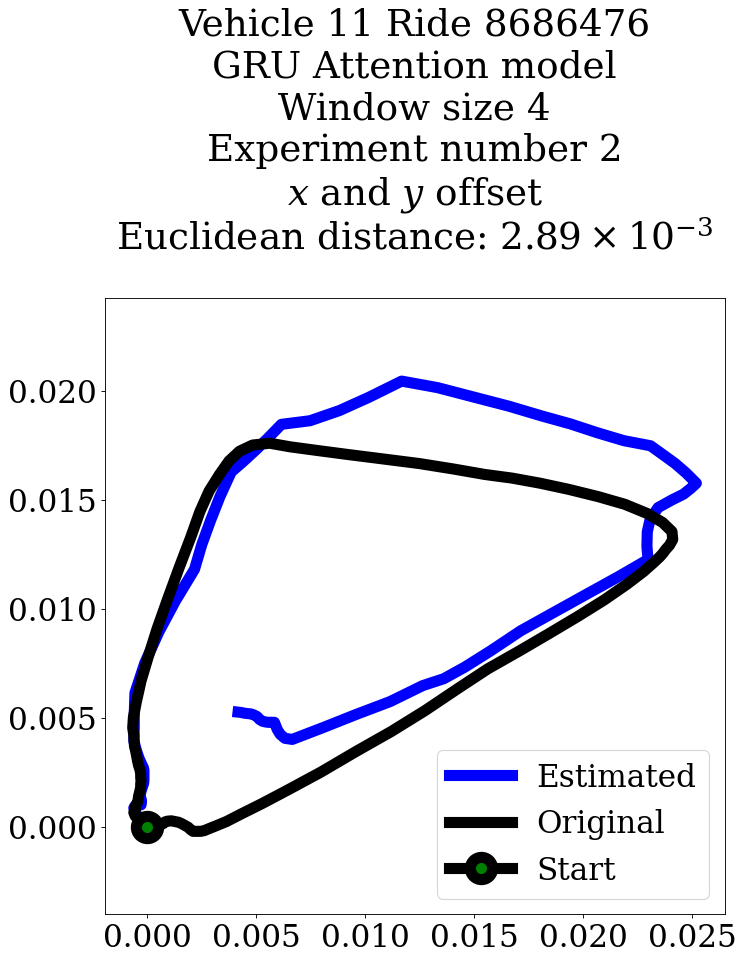 Vehicle 11 Ride 8686476
GRU Attention model
Window size 4
Experiment number 2
x and y offset
Euclidean distance: 2.89 × 10⁻³
0.020
0.015
0.010
0.005
0.000
Estimated
Original
Start
0.000 0.005 0.010 0.015 0.020 0.025